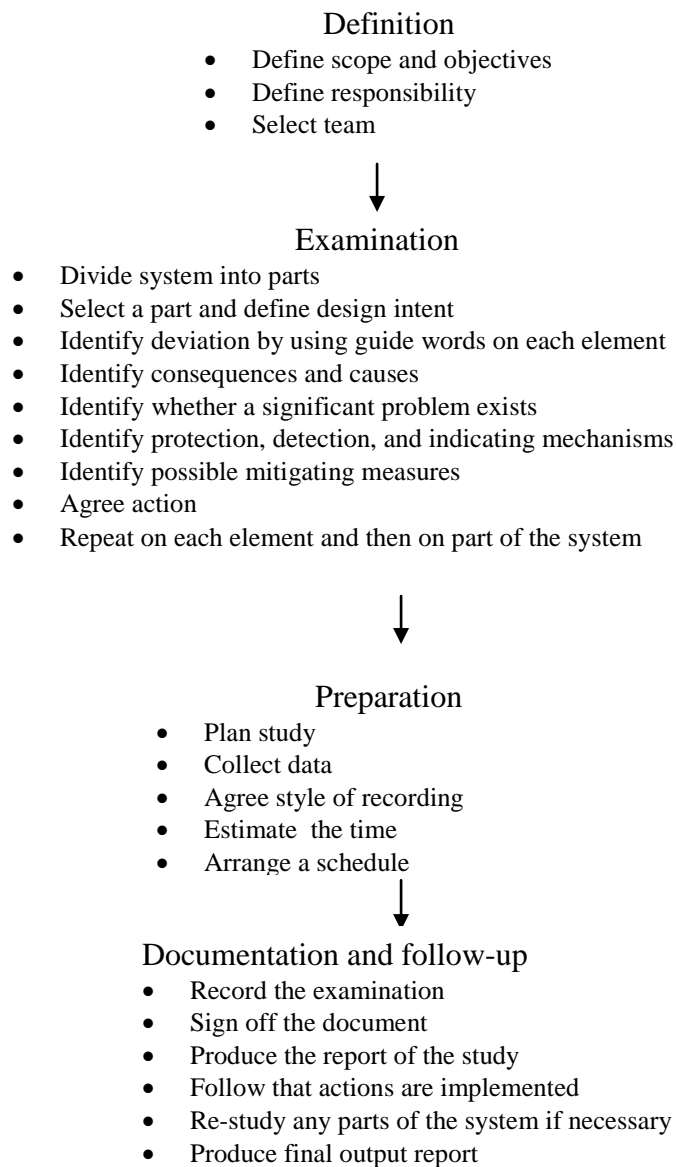 Definition
• Define scope and objectives
• Define responsibility
• Select team
Examination
• Divide system into parts
• Select a part and define design intent
• Identify deviation by using guide words on each element
• Identify consequences and causes
• Identify whether a significant problem exists
• Identify protection, detection, and indicating mechanisms
• Identify possible mitigating measures
• Agree action
• Repeat on each element and then on part of the system
Preparation
• Plan study
• Collect data
• Agree style of recording
• Estimate the time
• Arrange a schedule
Documentation and follow-up
• Record the examination
• Sign off the document
• Produce the report of the study
• Follow that actions are implemented
• Re-study any parts of the system if necessary
• Produce final output report